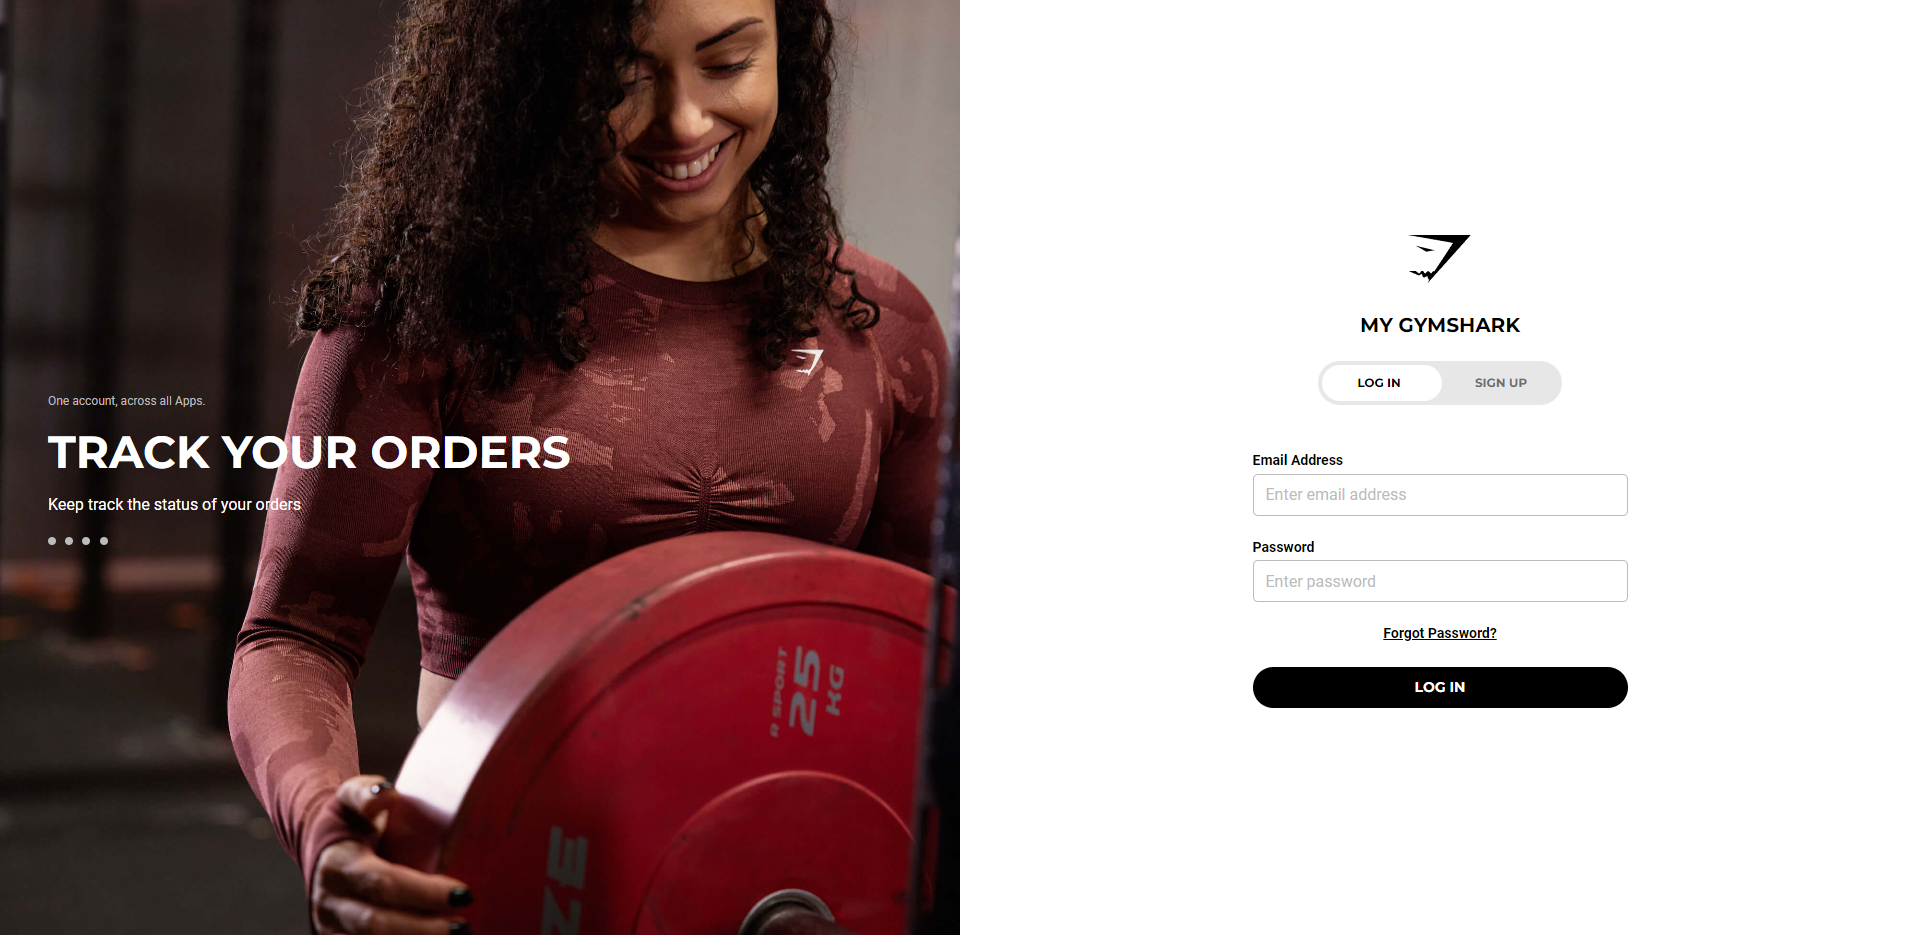 One account, across all Apps.
TRACK YOUR ORDERS
Keep track the status of your orders
R SPORT
25
KG
ZE
MY GYMSHARK
LOG IN
SIGN UP
Email Address
Enter email address
Password
Enter password
Forgot Password?
LOG IN